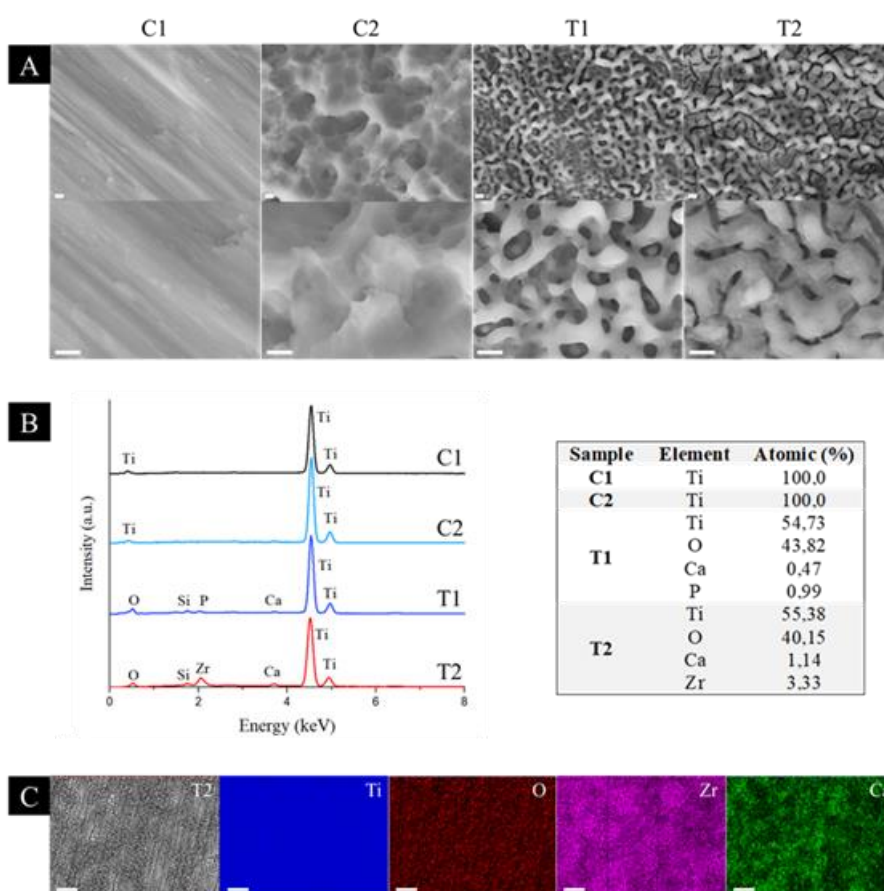 C1 C2 T1 T2
A
B
Intensity (a.u.)
Ti Ti Ti C1
Ti Ti Ti C2
O Si P Ca Ti Ti T1
O Si Zr Ca Ti Ti T2
0 2 4 6 8
Energy (keV)
Sample Element Atomic (%)
C1 Ti 100,0
C2 Ti 100,0
T1
Ti 54,73
O 43,82
Ca 0,47
P 0,99
T2
Ti 55,38
O 40,15
Ca 1,14
Zr 3,33
C
T2 Ti O Zr C